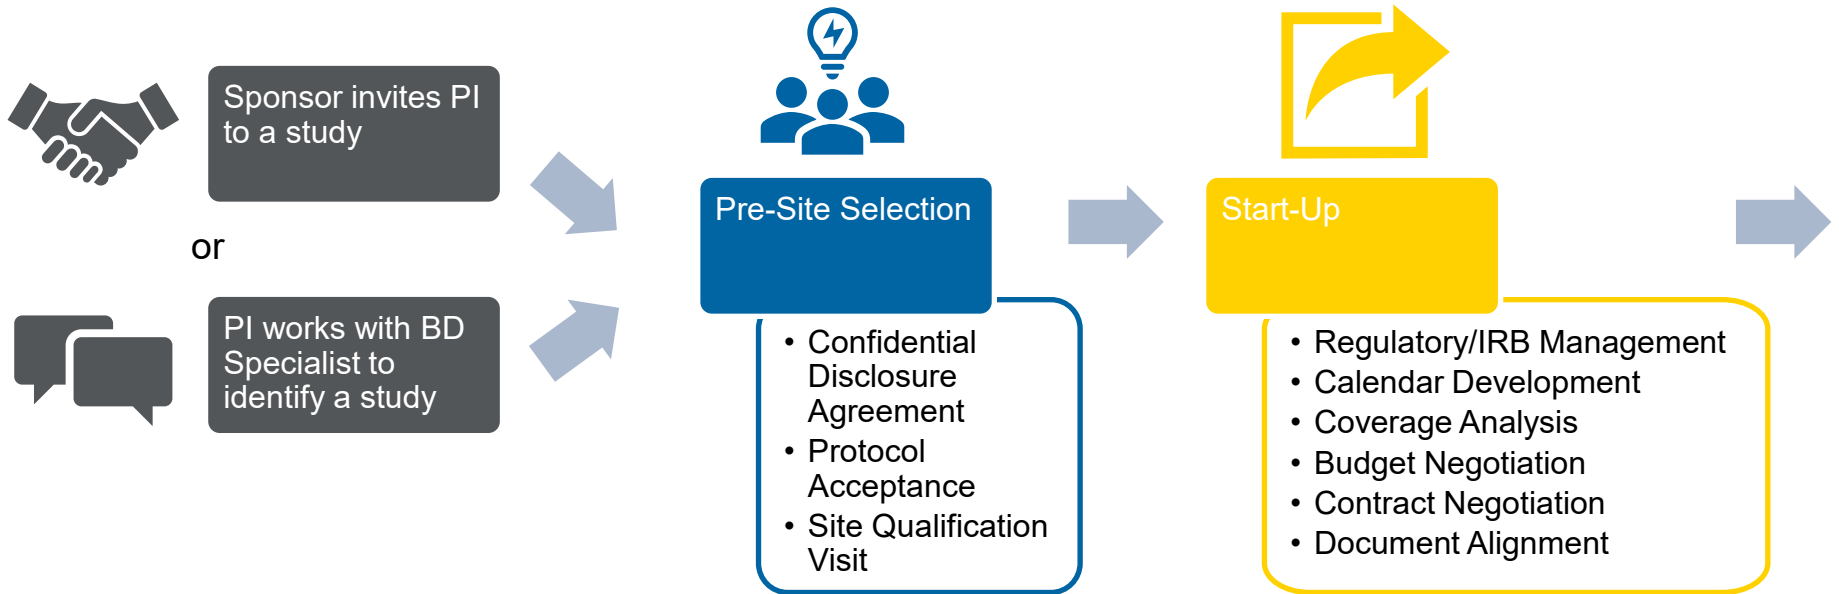 Sponsor invites PI
to a study
or
PI works with BD
Specialist to
identify a study
Pre-Site Selection
• Confidential
Disclosure
Agreement
• Protocol
Acceptance
• Site Qualification
Visit
Start-Up
• Regulatory/IRB Management
• Calendar Development
• Coverage Analysis
• Budget Negotiation
• Contract Negotiation
• Document Alignment